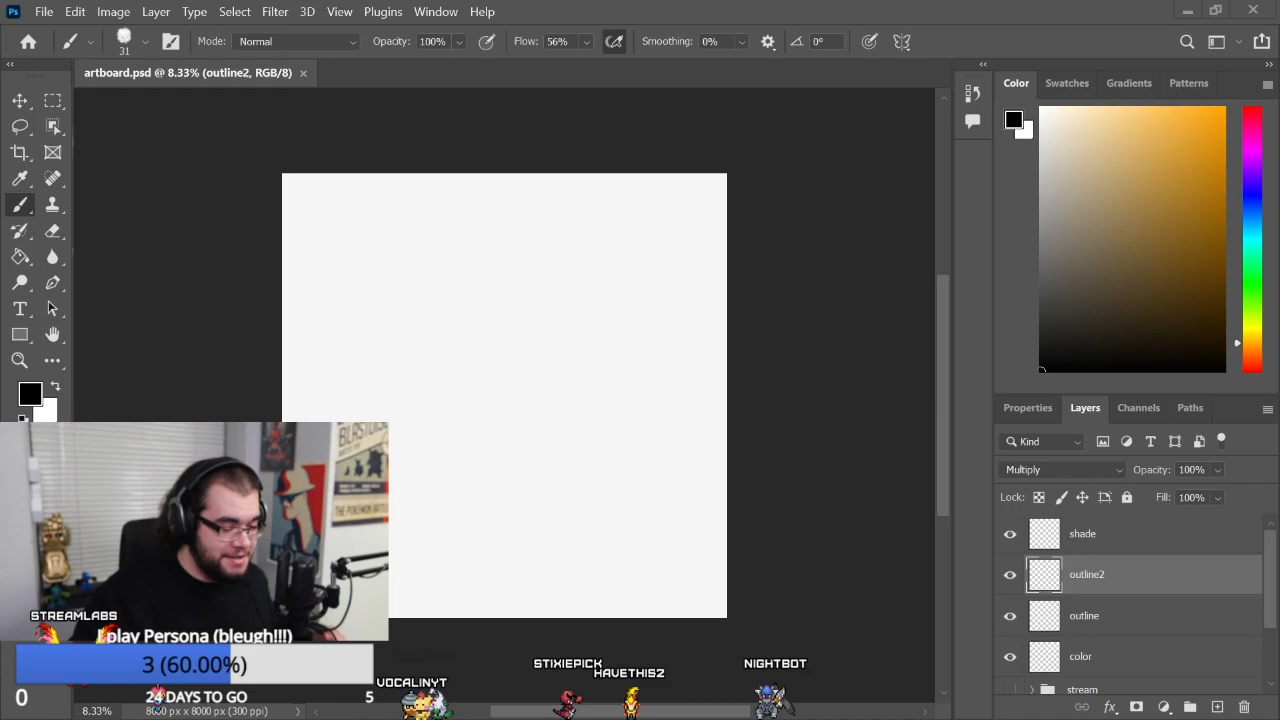 Ps File Edit Image Layer Type Select Filter 3D View Plugins Window Help
31 Mode: Normal Opacity: 100% Flow: 56% Smoothing: 0% 0°
artboard.psd @ 8.33% (outline2, RGB/8)
Color Swatches Gradients Patterns
Properties Layers Channels Paths
Kind
Multiply Opacity: 100%
Lock: Fill: 100%
shade
outline2
outline
color
stream
fx
STREAMLABS
I play Persona (bleugh!!!)
3 (60.00%)
0 DAYS TO GO 5
VOCALINYT
STIXIEPICK
NIGHTBOT
8.33% px x 8000 px (300 ppi)